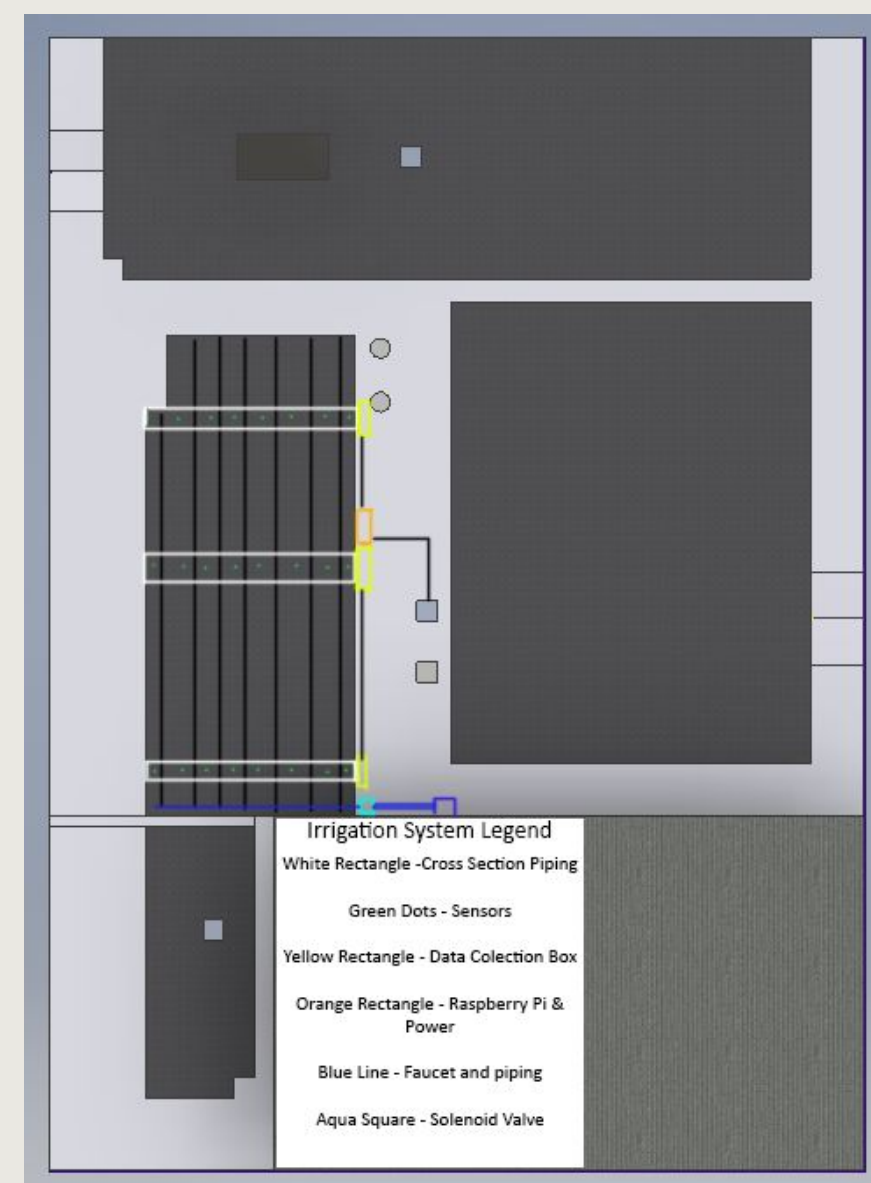 Irrigation System Legend
White Rectangle -Cross Section Piping
Green Dots - Sensors
Yellow Rectangle - Data Colection Box
Orange Rectangle - Raspberry Pi &
Power
Blue Line - Faucet and piping
Aqua Square - Solenoid Valve